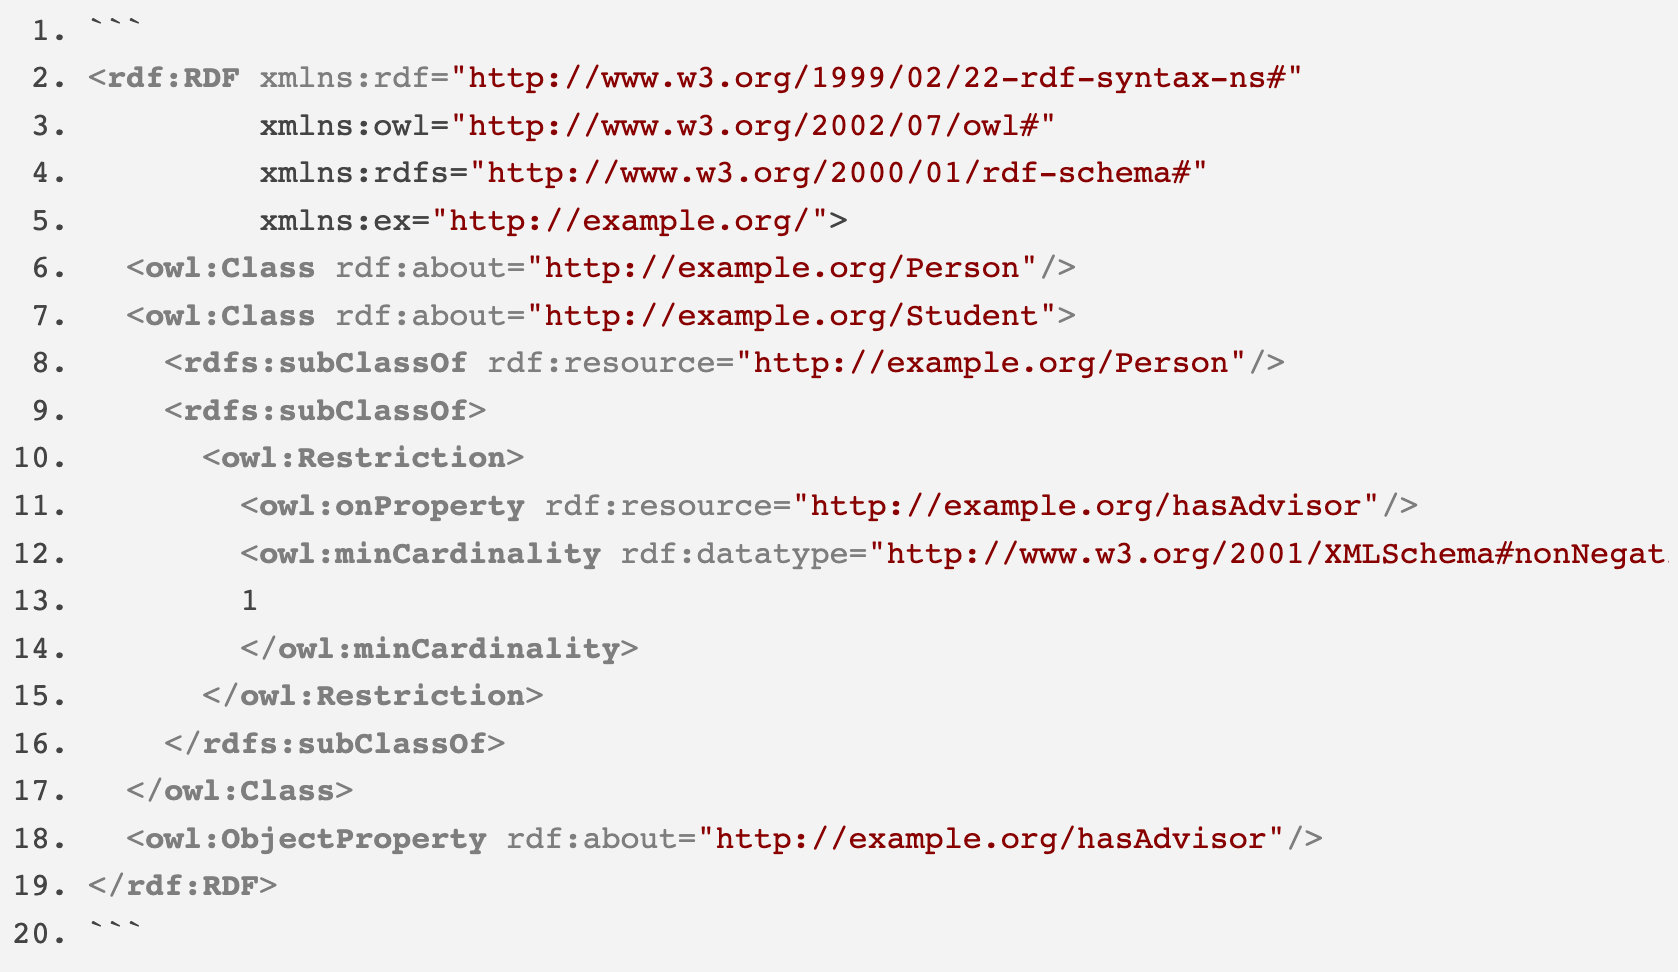 1. ```
2. <rdf:RDF xmlns:rdf="http://www.w3.org/1999/02/22-rdf-syntax-ns#"
3.           xmlns:owl="http://www.w3.org/2002/07/owl#"
4.           xmlns:rdfs="http://www.w3.org/2000/01/rdf-schema#"
5.           xmlns:ex="http://example.org/">
6.   <owl:Class rdf:about="http://example.org/Person"/>
7.   <owl:Class rdf:about="http://example.org/Student">
8.     <rdfs:subClassOf rdf:resource="http://example.org/Person"/>
9.     <rdfs:subClassOf>
10.       <owl:Restriction>
11.         <owl:onProperty rdf:resource="http://example.org/hasAdvisor"/>
12.         <owl:minCardinality rdf:datatype="http://www.w3.org/2001/XMLSchema#nonNegat
13.         1
14.         </owl:minCardinality>
15.       </owl:Restriction>
16.     </rdfs:subClassOf>
17.   </owl:Class>
18.   <owl:ObjectProperty rdf:about="http://example.org/hasAdvisor"/>
19. </rdf:RDF>
20. ```